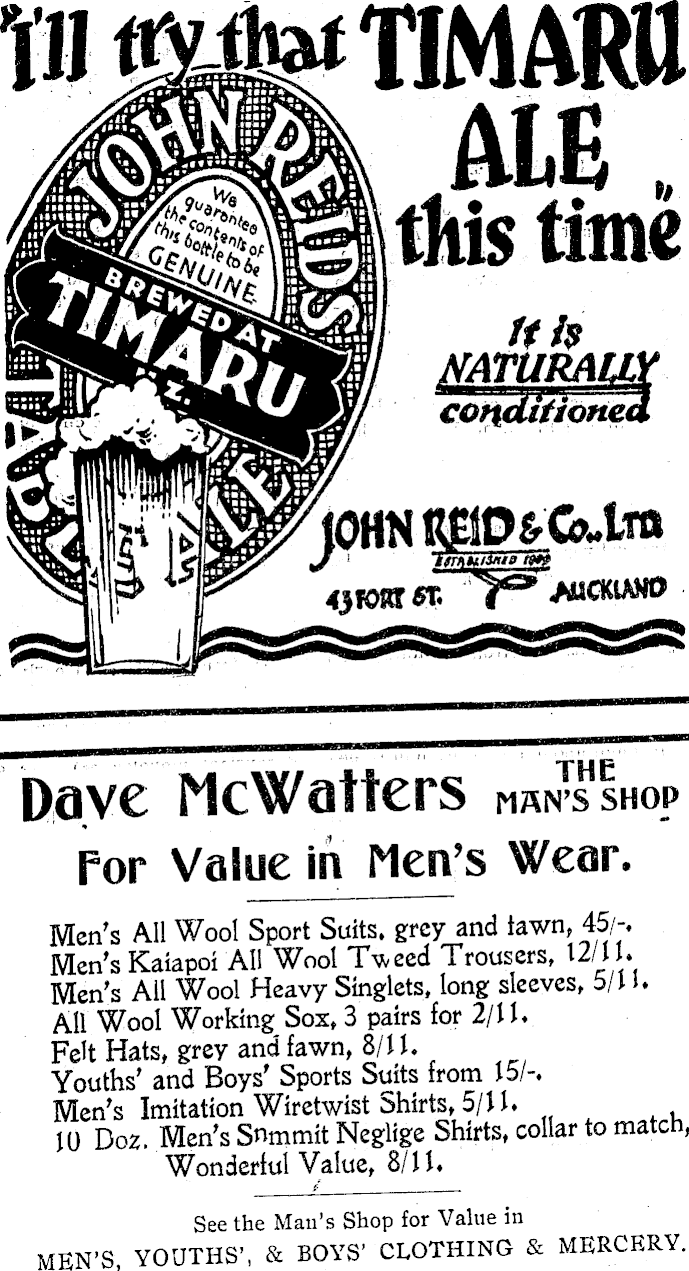 "I'll try that TIMARU
ALE
this time"
JOHN REIDS
We
guarantee
the contents of
this bottle to be
GENUINE
BREWED AT
TIMARU
N.Z.
TABLE ALE
It is
NATURALLY
conditioned
JOHN REID & Co., LTD
ESTABLISHED
43 FORT ST. AUCKLAND
Dave McWatters THE
MAN'S SHOP
For Value in Men's Wear.
Men's All Wool Sport Suits, grey and fawn, 45/-.
Men's Kaiapoi All Wool Tweed Trousers, 12/11.
Men's All Wool Heavy Singlets, long sleeves, 5/11.
All Wool Working Sox, 3 pairs for 2/11.
Felt Hats, grey and fawn, 8/11.
Youths' and Boys' Sports Suits from 15/-.
Men's Imitation Wiretwist Shirts, 5/11.
10 Doz. Men's Snmmit Neglige Shirts, collar to match,
Wonderful Value, 8/11.
See the Man's Shop for Value in
MEN'S, YOUTHS', & BOYS' CLOTHING & MERCERY.